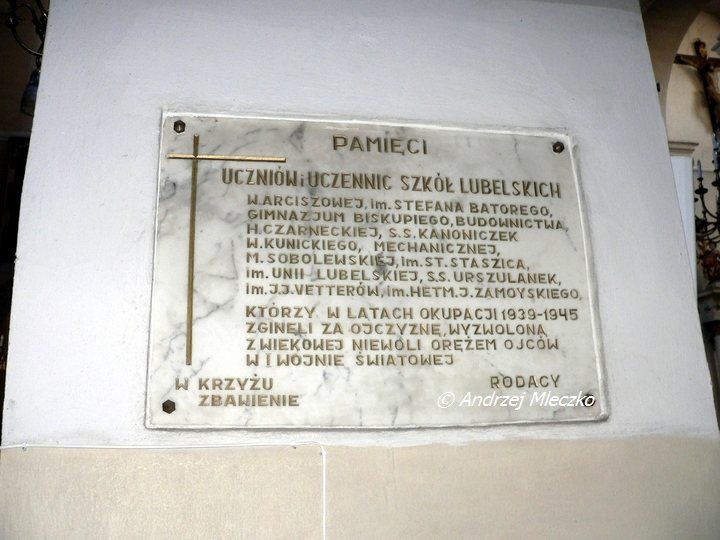 PAMIĘCI
UCZNIÓW i UCZENNIC SZKÓŁ LUBELSKICH
W. ARCISZOWEJ, im. STEFANA BATOREGO,
GIMNAZJUM BISKUPIEGO, BUDOWNICTWA,
H. CZARNECKIEJ, S.S. KANONICZEK
W. KUNICKIEGO, MECHANICZNEJ,
M. SOBOLEWSKIEJ, im. ST. STASZICA,
im. UNII LUBELSKIEJ, S.S. URSZULANEK,
im. J.J. VETTERÓW, im. HETM. J. ZAMOYSKIEGO,
KTÓRZY W LATACH OKUPACJI 1939-1945
ZGINĘLI ZA OJCZYZNĘ, WYZWOLONĄ
Z WIEKOWEJ NIEWOLI ORĘŻEM OJCÓW
W I WOJNIE ŚWIATOWEJ
W KRZYŻU
ZBAWIENIE
RODACY
© Andrzej Mleczko